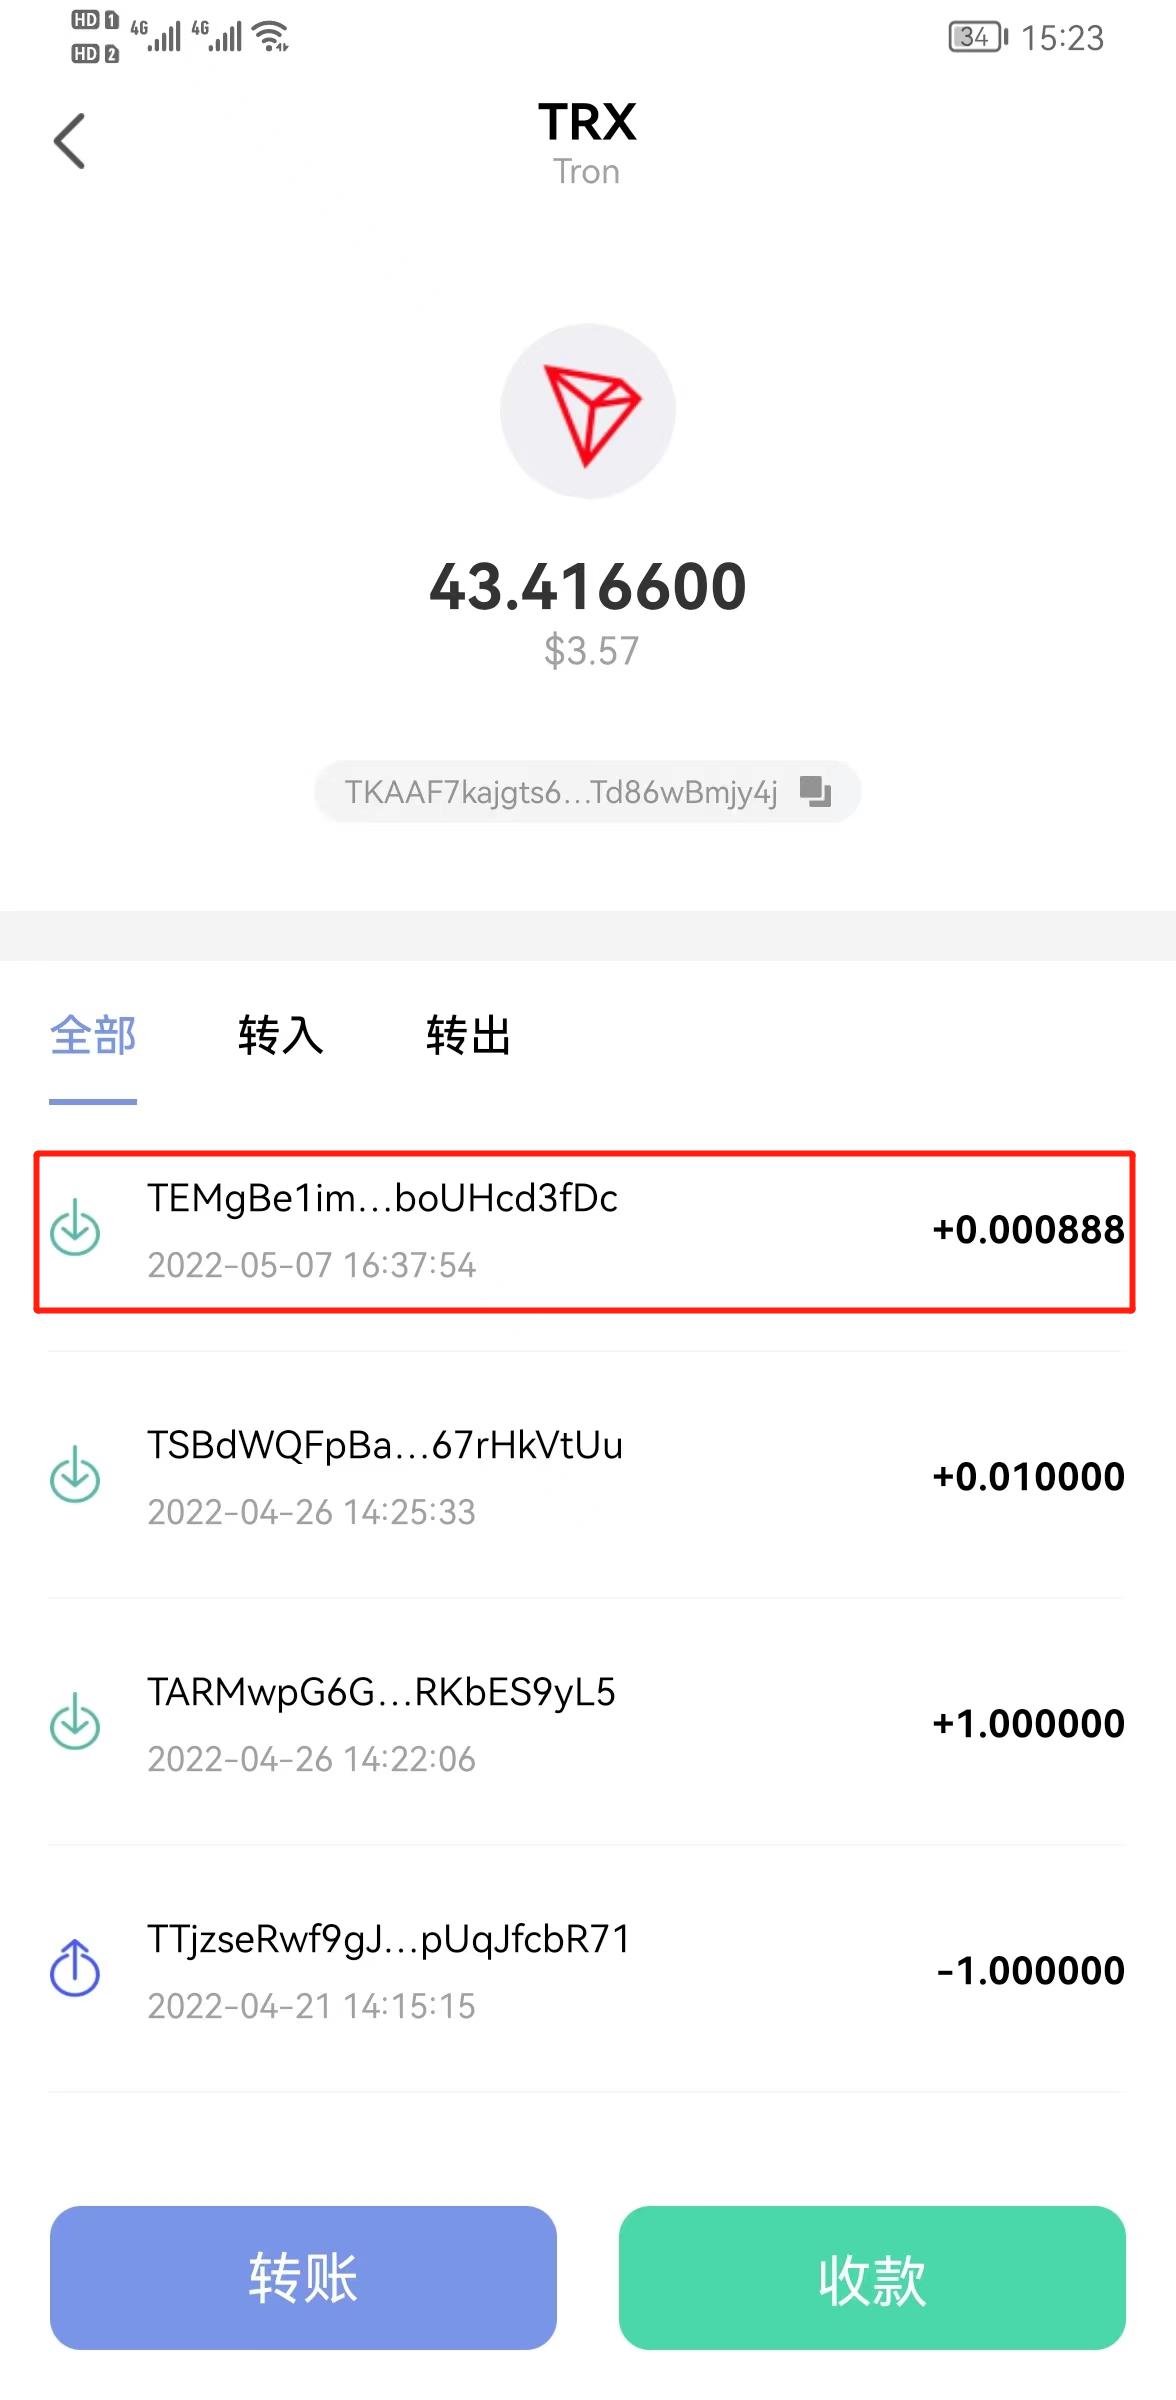 HD 1 4G 4G
HD 2
34 15:23
TRX
Tron
43.416600
$3.57
TKAAF7kajgts6...Td86wBmjy4j
全部 转入 转出
TEMgBe1im...boUHcd3fDc
+0.000888
2022-05-07 16:37:54
TSBdWQFpBa...67rHkVtUu
+0.010000
2022-04-26 14:25:33
TARMwpG6G...RKbES9yL5
+1.000000
2022-04-26 14:22:06
TTjzseRwf9gJ...pUqJfcbR71
-1.000000
2022-04-21 14:15:15
转账 收款